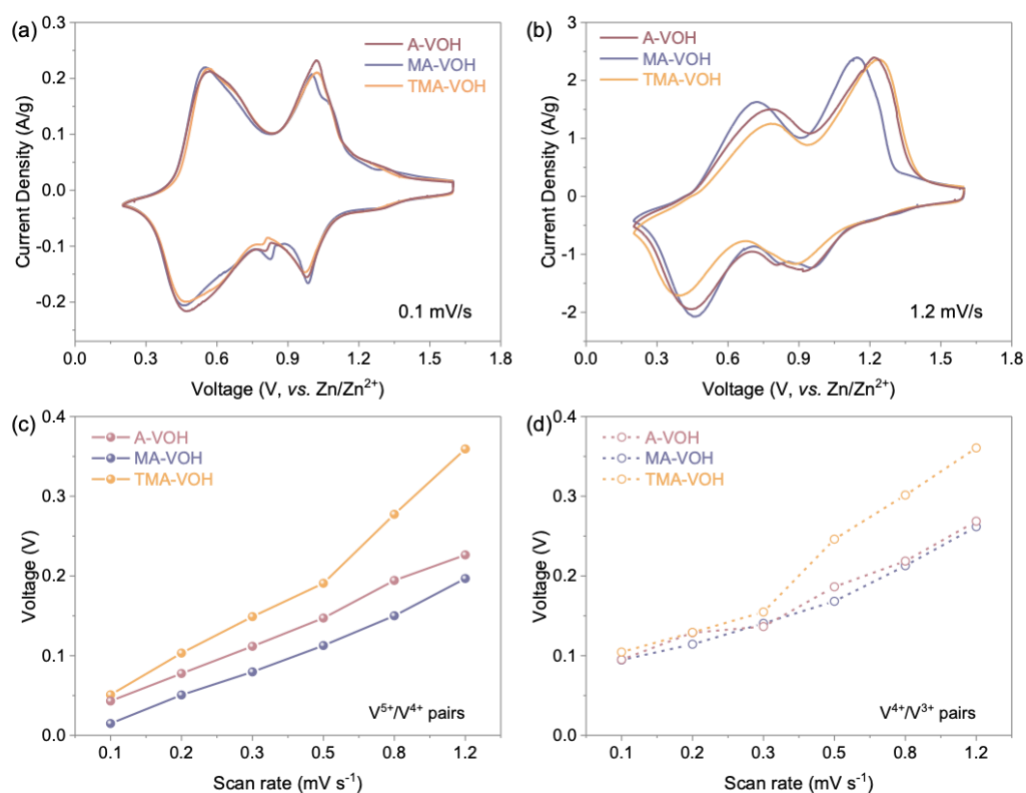 (a)
0.3
0.2
0.1
0.0
-0.1
-0.2
Current Density (A/g)
A-VOH
MA-VOH
TMA-VOH
0.1 mV/s
0.0 0.3 0.6 0.9 1.2 1.5 1.8
Voltage (V, vs. Zn/Zn²⁺)
(b)
3
2
1
0
-1
-2
Current Density (A/g)
A-VOH
MA-VOH
TMA-VOH
1.2 mV/s
0.0 0.3 0.6 0.9 1.2 1.5 1.8
Voltage (V, vs. Zn/Zn²⁺)
(c)
0.4
0.3
0.2
0.1
0.0
Voltage (V)
A-VOH
MA-VOH
TMA-VOH
V⁵⁺/V⁴⁺ pairs
0.1 0.2 0.3 0.5 0.8 1.2
Scan rate (mV s⁻¹)
(d)
0.4
0.3
0.2
0.1
0.0
Voltage (V)
A-VOH
MA-VOH
TMA-VOH
V⁴⁺/V³⁺ pairs
0.1 0.2 0.3 0.5 0.8 1.2
Scan rate (mV s⁻¹)